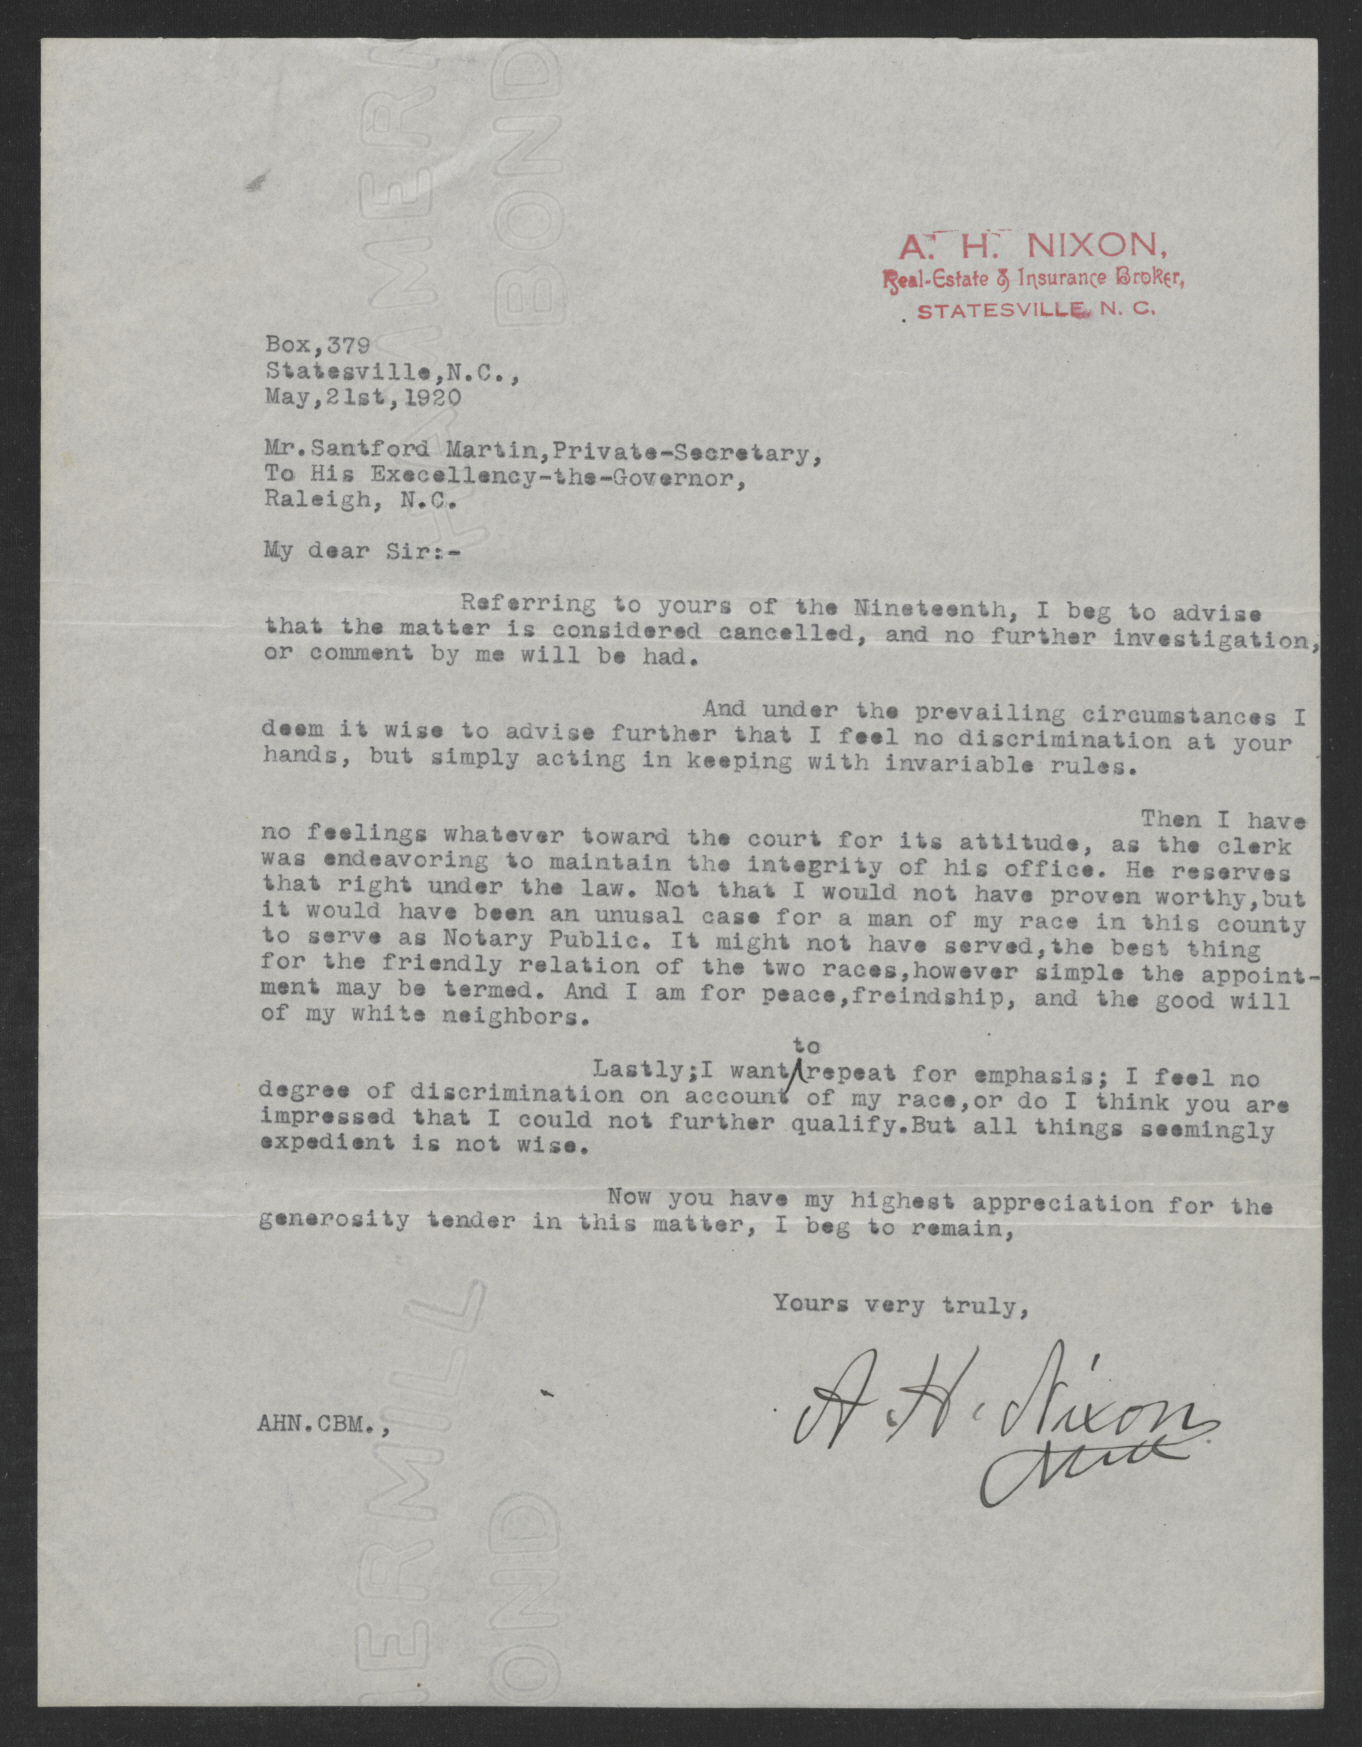 A. H. NIXON,
Real-Estate & Insurance Broker,
STATESVILLE, N. C.
Box,379
Statesville,N.C.,
May,21st,1920
Mr.Santford Martin,Private-Secretary,
To His Execellency-the-Governor,
Raleigh, N.C.
My dear Sir:-
Referring to yours of the Nineteenth, I beg to advise
that the matter is considered cancelled, and no further investigation,
or comment by me will be had.
And under the prevailing circumstances I
deem it wise to advise further that I feel no discrimination at your
hands, but simply acting in keeping with invariable rules.
Then I have
no feelings whatever toward the court for its attitude, as the clerk
was endeavoring to maintain the integrity of his office. He reserves
that right under the law. Not that I would not have proven worthy,but
it would have been an unusal case for a man of my race in this county
to serve as Notary Public. It might not have served,the best thing
for the friendly relation of the two races,however simple the appoint-
ment may be termed. And I am for peace,freindship, and the good will
of my white neighbors.
to
Lastly;I want repeat for emphasis; I feel no
degree of discrimination on account of my race,or do I think you are
impressed that I could not further qualify.But all things seemingly
expedient is not wise.
Now you have my highest appreciation for the
generosity tender in this matter, I beg to remain,
Yours very truly,
A. H. Nixon
AHN.CBM.,
HAMMERMILL
BOND